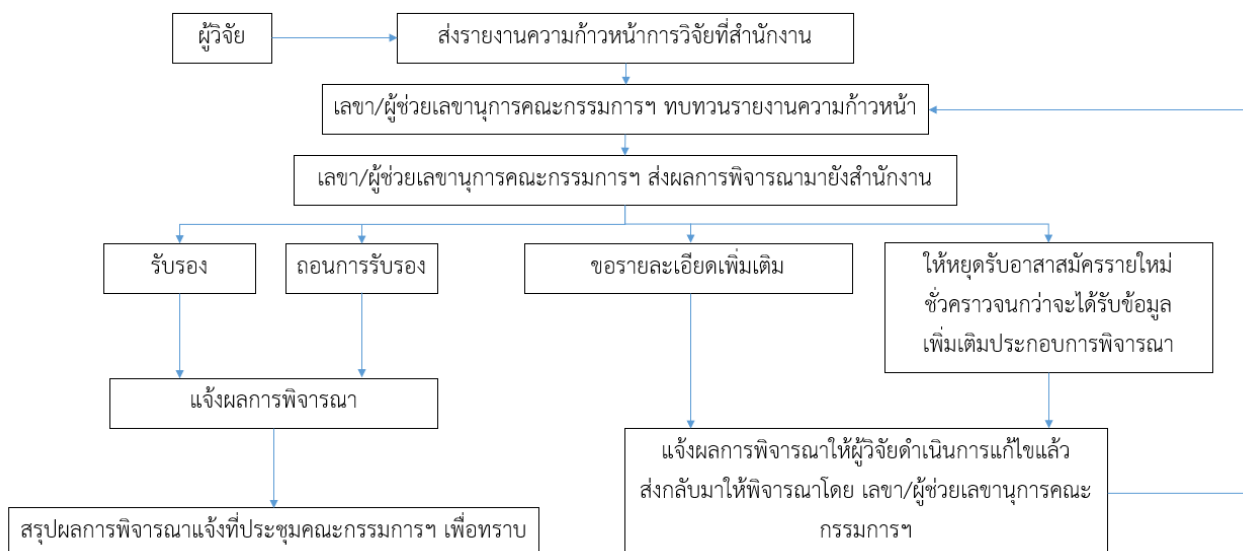 ผู้วิจัย
ส่งรายงานความก้าวหน้าการวิจัยที่สำนักงาน
เลขา/ผู้ช่วยเลขานุการคณะกรรมการฯ ทบทวนรายงานความก้าวหน้า
เลขา/ผู้ช่วยเลขานุการคณะกรรมการฯ ส่งผลการพิจารณามายังสำนักงาน
รับรอง
ถอนการรับรอง
ขอรายละเอียดเพิ่มเติม
ให้หยุดรับอาสาสมัครรายใหม่
ชั่วคราวจนกว่าจะได้รับข้อมูล
เพิ่มเติมประกอบการพิจารณา
แจ้งผลการพิจารณา
แจ้งผลการพิจารณาให้ผู้วิจัยดำเนินการแก้ไขแล้ว
ส่งกลับมาให้พิจารณาโดย เลขา/ผู้ช่วยเลขานุการคณะ
กรรมการฯ
สรุปผลการพิจารณาแจ้งที่ประชุมคณะกรรมการฯ เพื่อทราบ